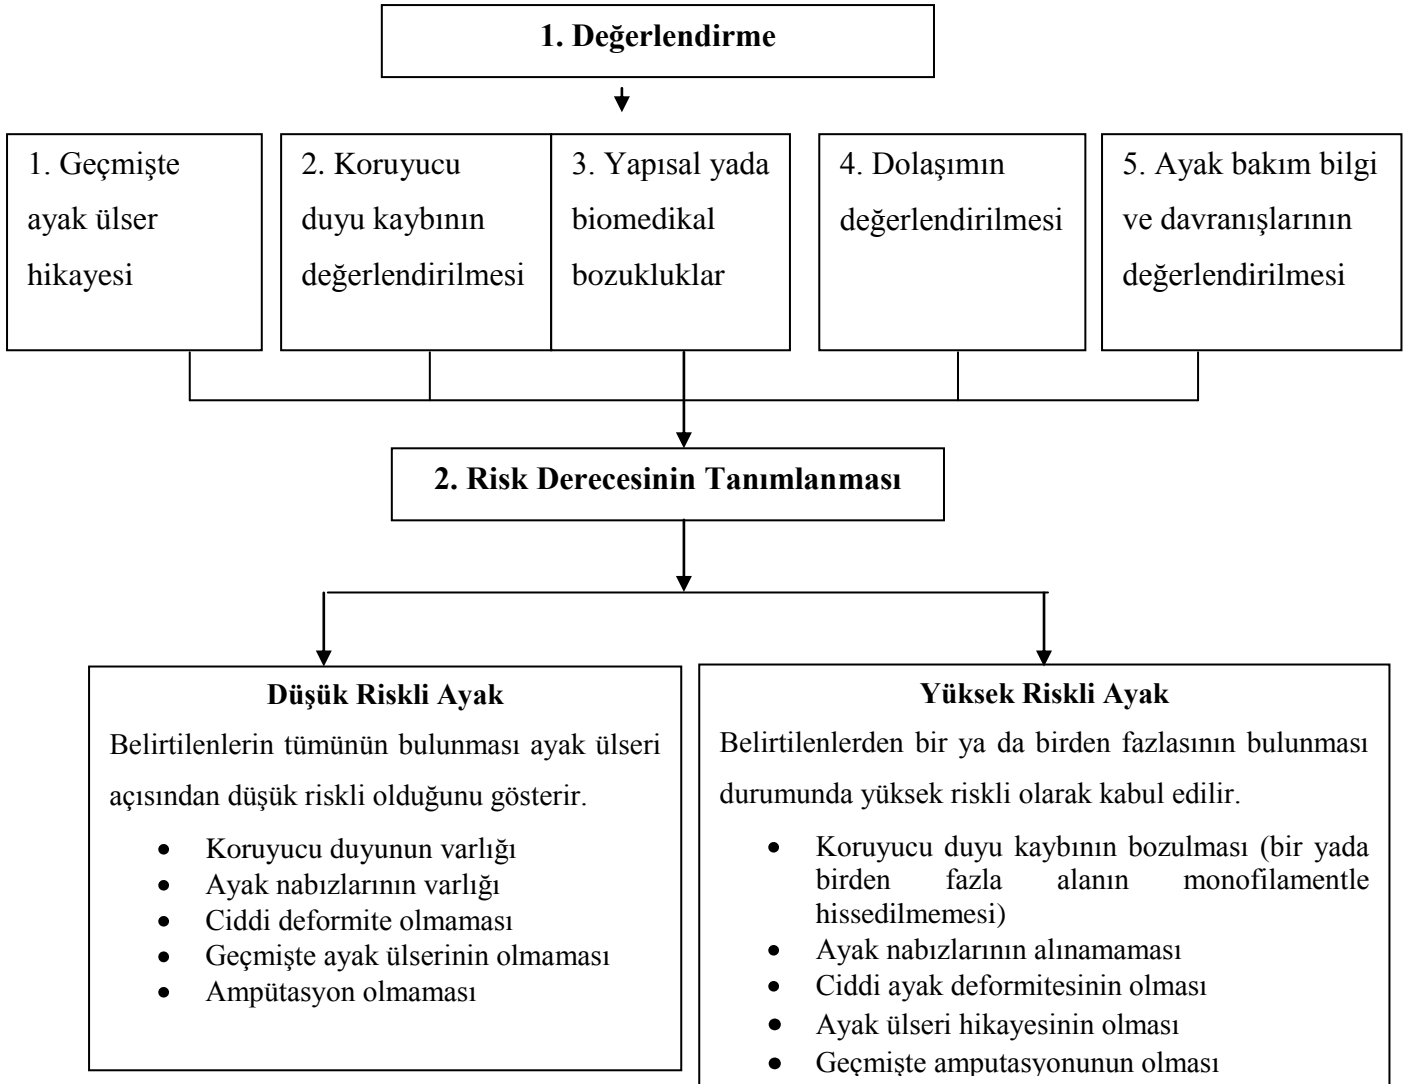 1. Değerlendirme
1. Geçmişte
ayak ülser
hikayesi
2. Koruyucu
duyu kaybının
değerlendirilmesi
3. Yapısal yada
biomedikal
bozukluklar
4. Dolaşımın
değerlendirilmesi
5. Ayak bakım bilgi
ve davranışlarının
değerlendirilmesi
2. Risk Derecesinin Tanımlanması
Düşük Riskli Ayak
Belirtilenlerin tümünün bulunması ayak ülseri
açısından düşük riskli olduğunu gösterir.
• Koruyucu duyunun varlığı
• Ayak nabızlarının varlığı
• Ciddi deformite olmaması
• Geçmişte ayak ülserinin olmaması
• Ampütasyon olmaması
Yüksek Riskli Ayak
Belirtilenlerden bir ya da birden fazlasının bulunması
durumunda yüksek riskli olarak kabul edilir.
• Koruyucu duyu kaybının bozulması (bir yada
birden fazla alanın monofilamentle
hissedilmemesi)
• Ayak nabızlarının alınamaması
• Ciddi ayak deformitesinin olması
• Ayak ülseri hikayesinin olması
• Geçmişte amputasyonunun olması